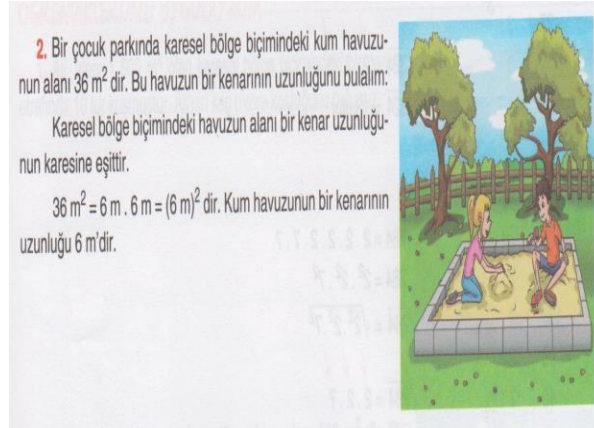 2. Bir çocuk parkında karesel bölge biçimindeki kum havuzu-
nun alanı 36 m² dir. Bu havuzun bir kenarının uzunluğunu bulalım:
Karesel bölge biçimindeki havuzun alanı bir kenar uzunluğu-
nun karesine eşittir.
36 m² = 6 m . 6 m = (6 m)² dir. Kum havuzunun bir kenarının
uzunluğu 6 m'dir.